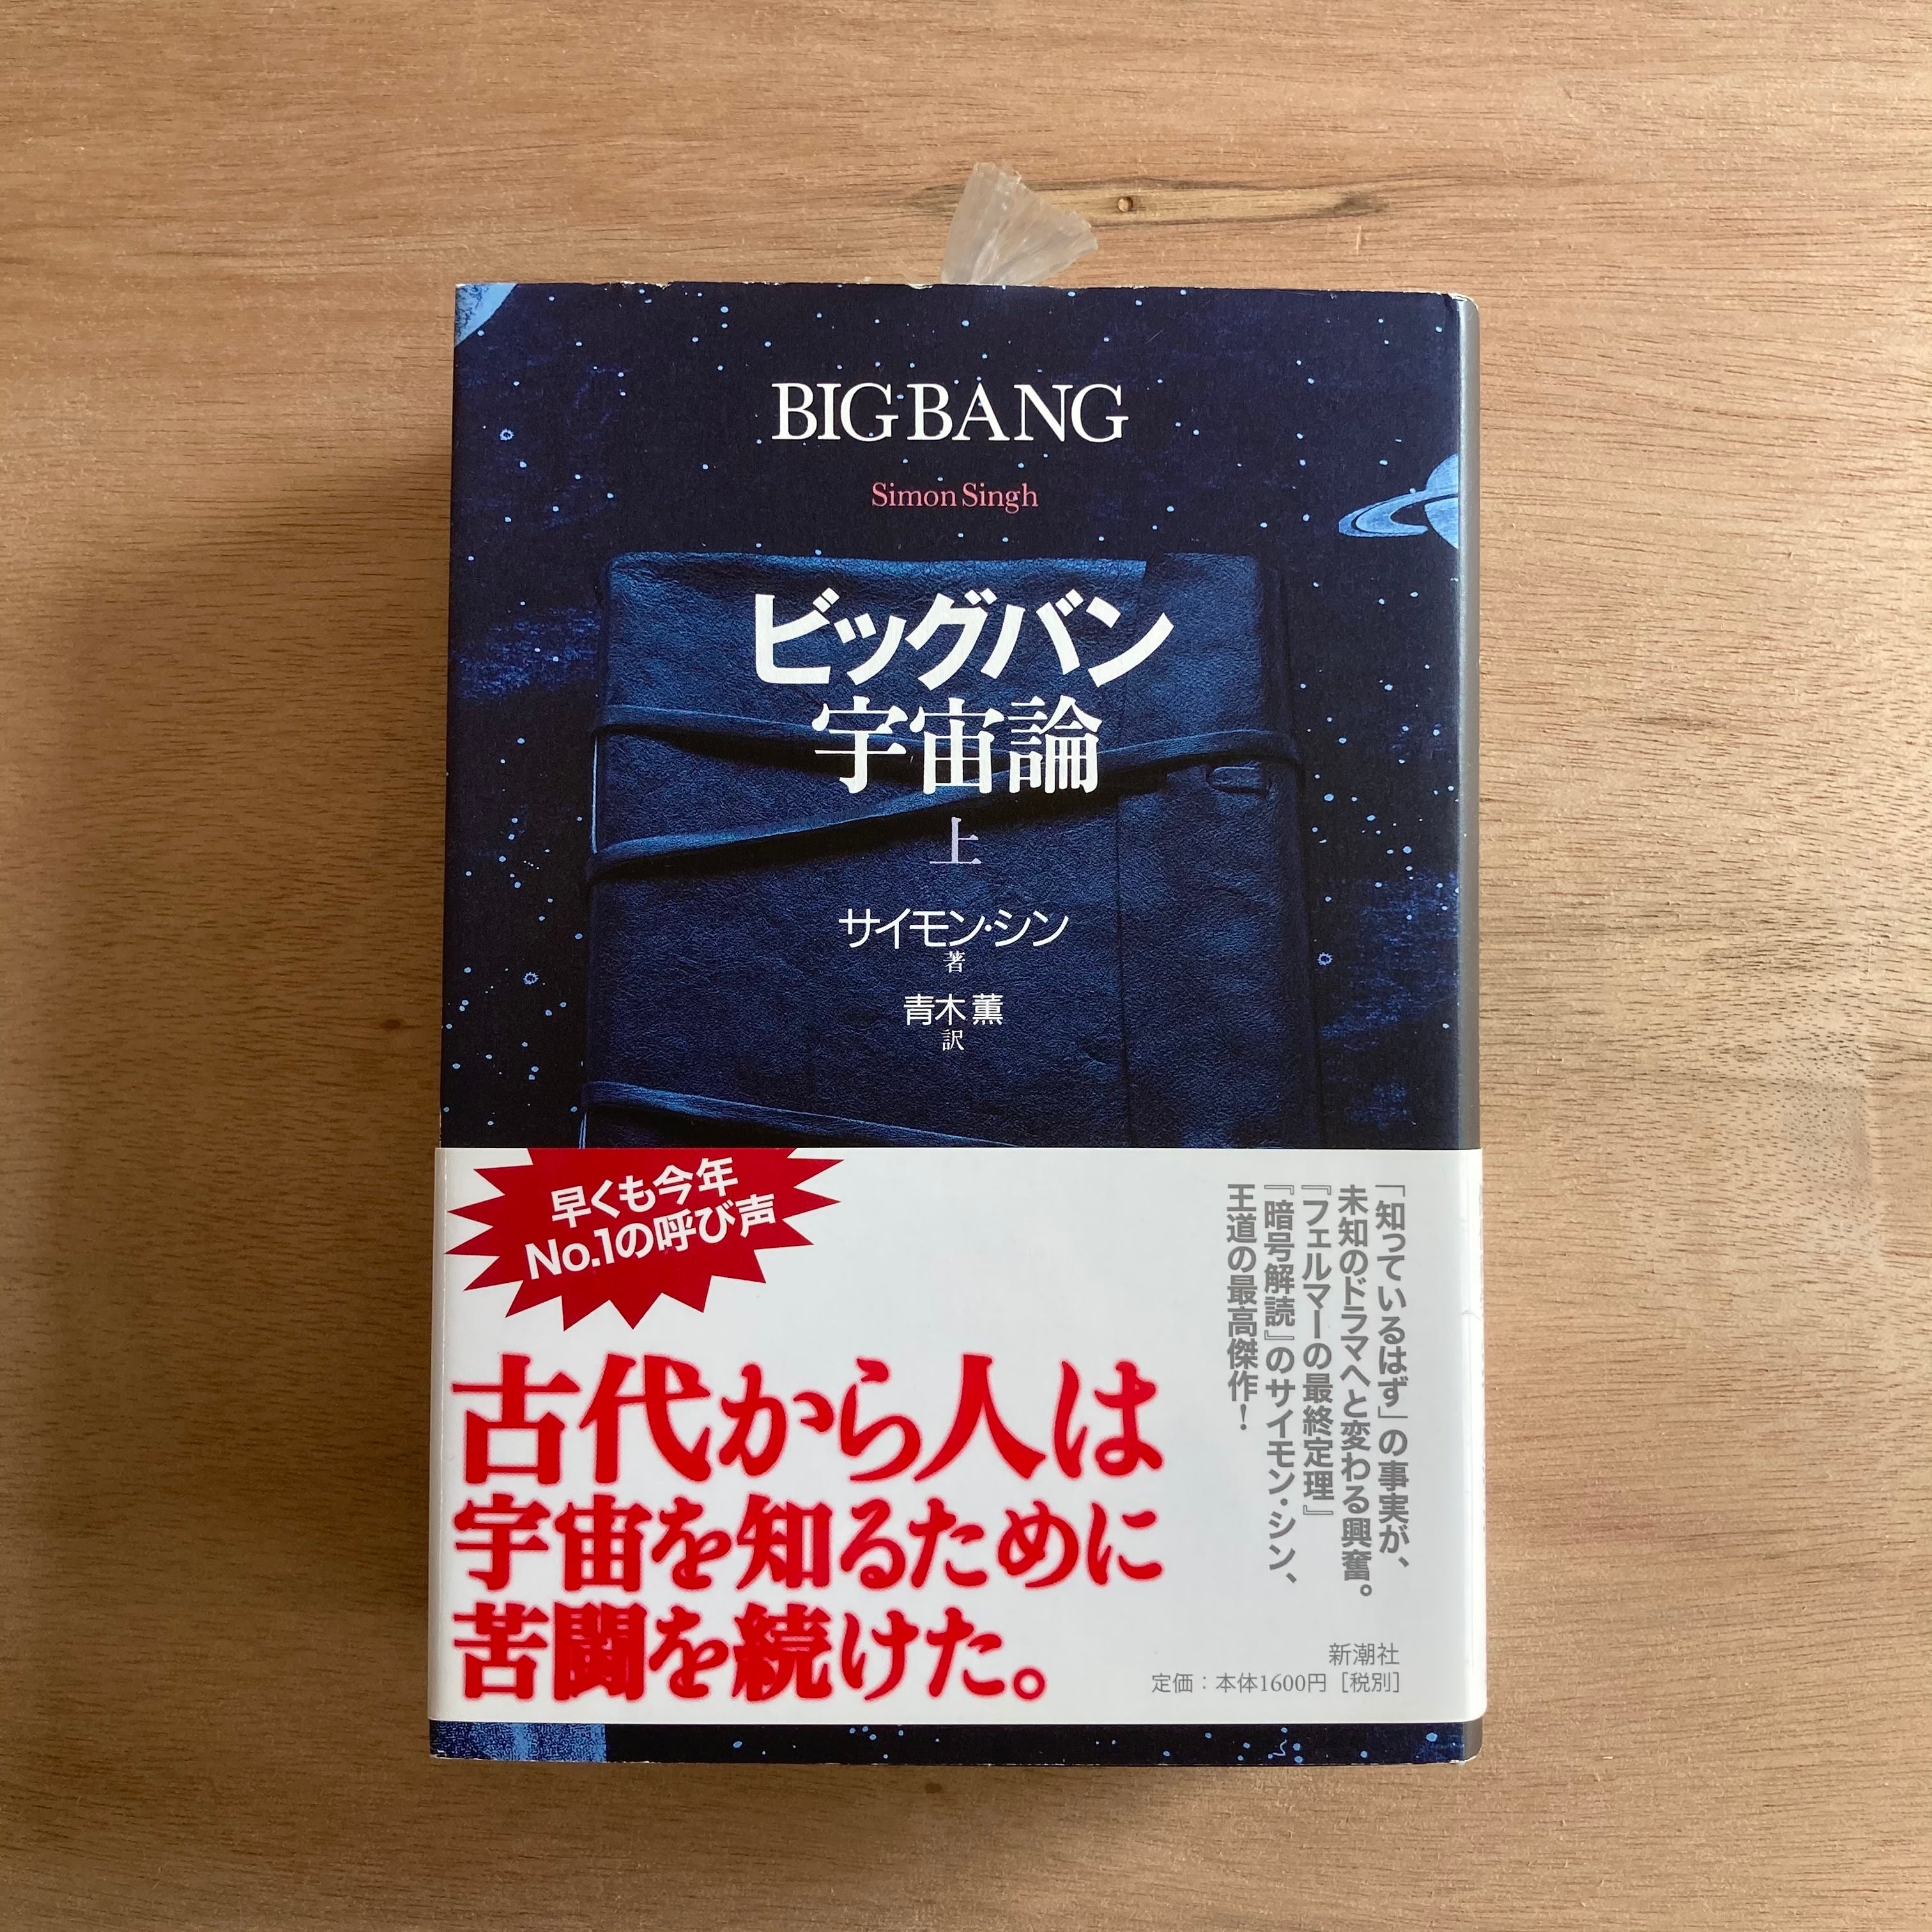 BIG BANG
Simon Singh
ビッグバン
宇宙論
上
サイモン・シン
著
青木 薫
訳
早くも今年
No.1の呼び声
「知っているはず」の事実が、
未知のドラマへと変わる興奮。
『フェルマーの最終定理』
『暗号解読』のサイモン・シン、
王道の最高傑作！
古代から人は
宇宙を知るために
苦闘を続けた。
新潮社
定価：本体1600円［税別］